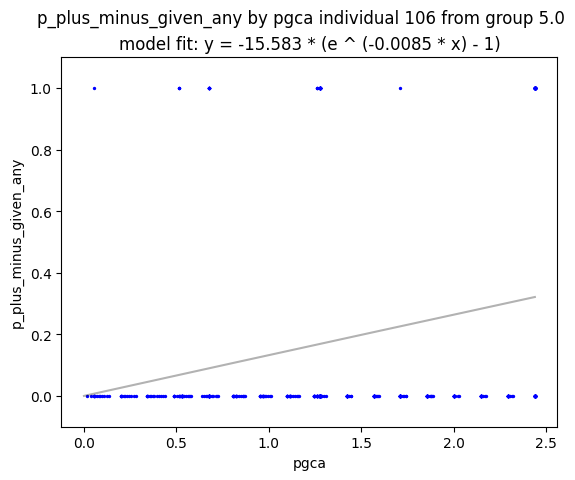 p_plus_minus_given_any by pgca individual 106 from group 5.0
model fit: y = -15.583 * (e ^ (-0.0085 * x) - 1)
1.0
0.8
0.6
0.4
0.2
0.0
p_plus_minus_given_any
0.0 0.5 1.0 1.5 2.0 2.5
pgca